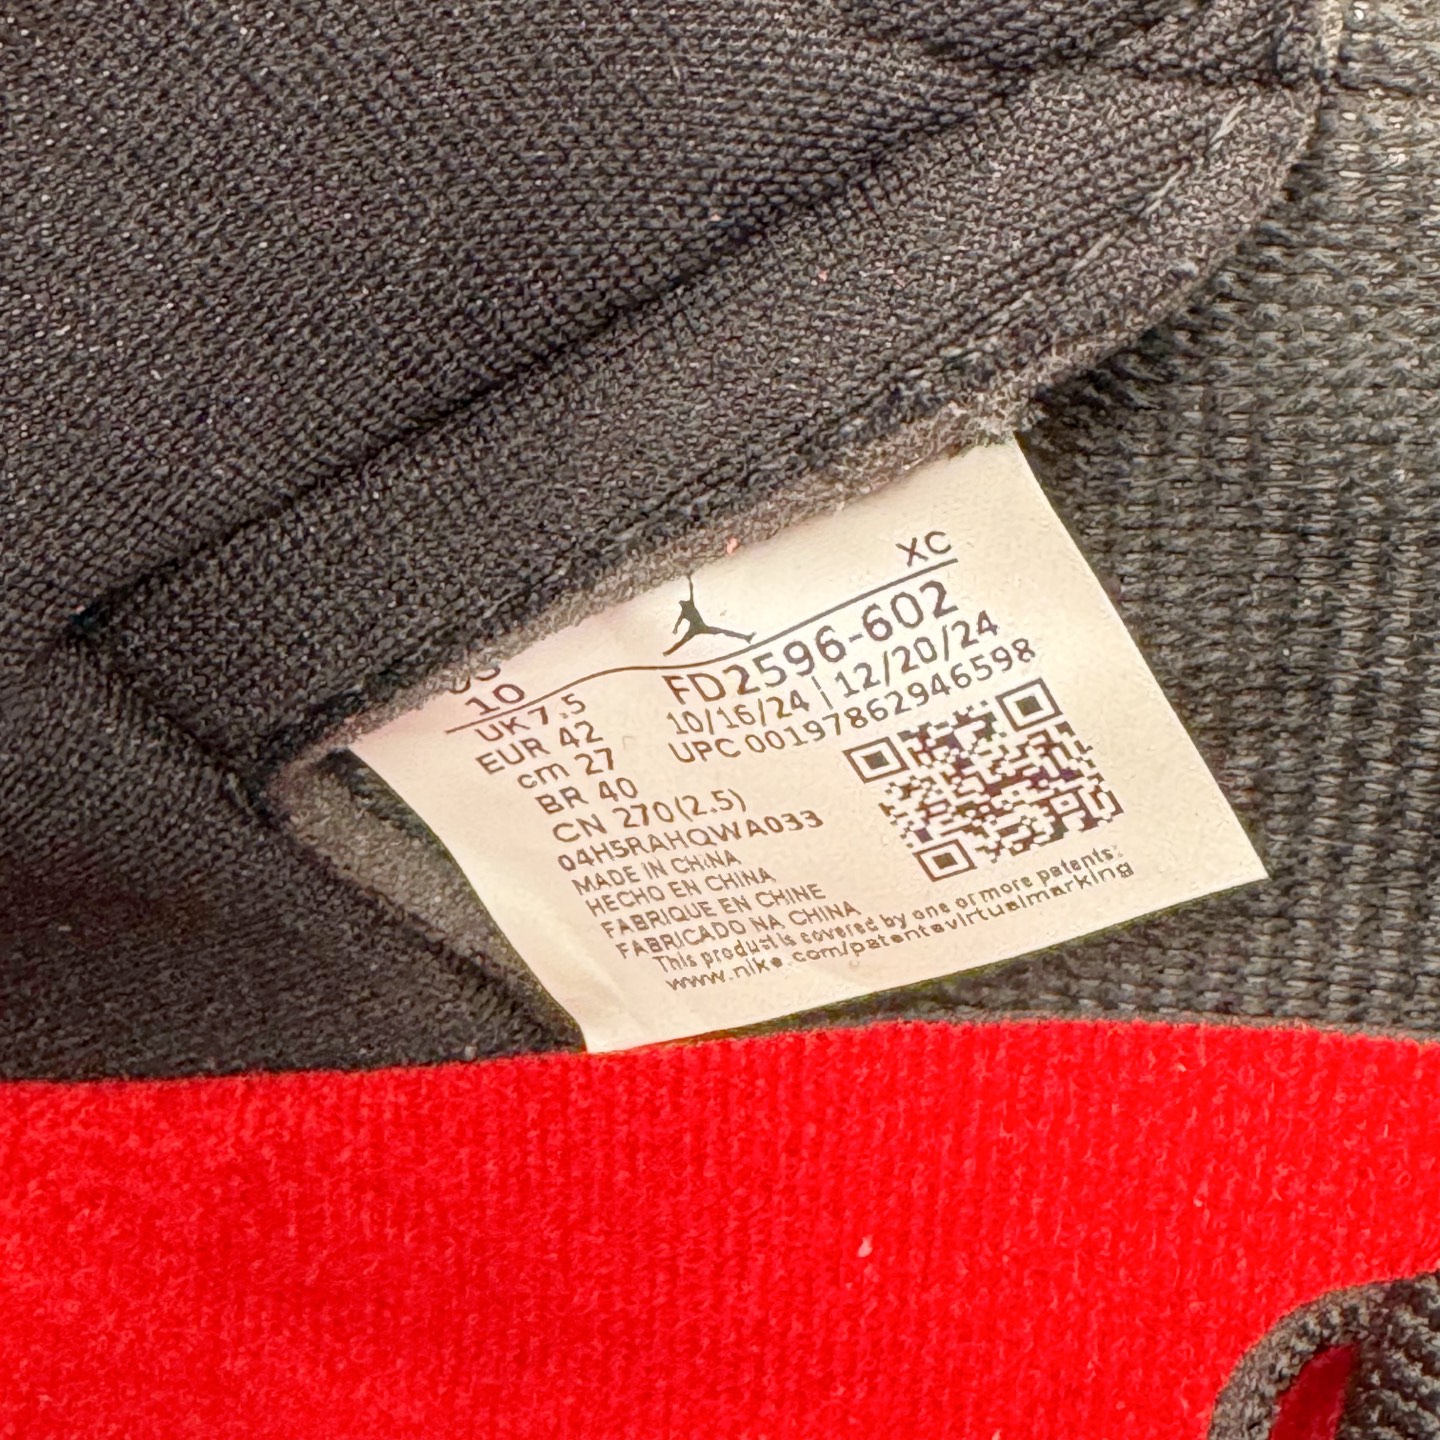 XC
10
UK 7.5
EUR 42
cm 27
BR 40
CN 270(2.5)
FD2596-602
10/16/24 | 12/20/24
UPC 00197862946598
04H5RAHQWA033
MADE IN CHINA
HECHO EN CHINA
FABRIQUE EN CHINE
FABRICADO NA CHINA
This product is covered by one or more patents:
www.nike.com/patentsvirtualmarking